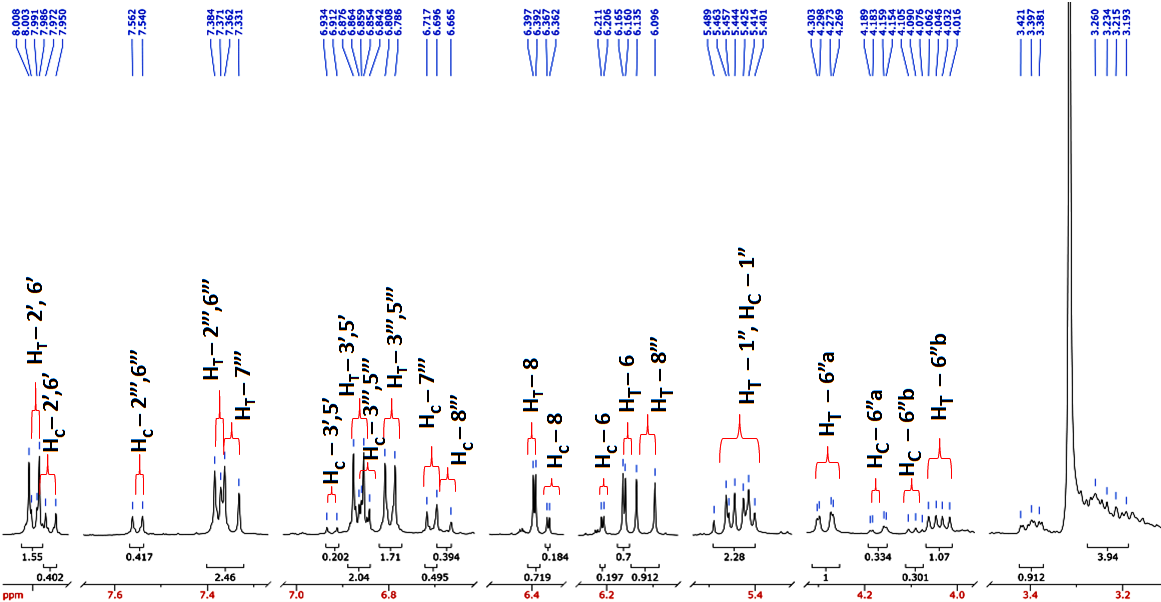 8.008 8.003 7.991 7.986 7.972 7.950
7.562 7.540
7.384 7.371 7.362 7.331
6.934 6.912 6.876 6.864 6.859 6.854 6.842 6.808 6.786
6.717 6.696 6.665
6.397 6.392 6.367 6.362
6.211 6.206 6.165 6.160 6.135 6.096
5.489 5.463 5.457 5.444 5.425 5.414 5.401
4.303 4.298 4.273 4.269
4.189 4.183 4.159 4.154 4.105 4.090 4.076 4.062 4.046 4.032 4.016
3.421 3.397 3.381
3.260 3.234 3.215 3.193
HT – 2', 6'
HC – 2',6'
HC – 2''',6'''
HT – 2''',6'''
HT – 7'''
HC – 3',5'
HT – 3',5'
HC – 3''',5'''
HT – 3''',5'''
HC – 7'''
HC – 8'''
HT – 8
HC – 8
HC – 6
HT – 6
HT – 8'''
HT – 1'', HC – 1''
HT – 6''a
HC – 6''a
HC – 6''b
HT – 6''b
1.55 0.402 0.417 2.46 0.202 2.04 1.71 0.495 0.394 0.719 0.184 0.197 0.7 0.912 2.28 1 0.334 0.301 1.07 0.912 3.94
ppm 7.6 7.4 7.0 6.8 6.4 6.2 5.4 4.2 4.0 3.4 3.2